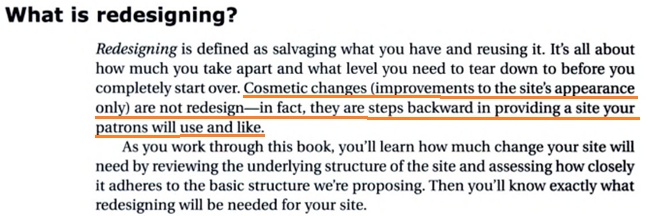 What is redesigning?
Redesigning is defined as salvaging what you have and reusing it. It's all about
how much you take apart and what level you need to tear down to before you
completely start over. Cosmetic changes (improvements to the site's appearance
only) are not redesign—in fact, they are steps backward in providing a site your
patrons will use and like.
As you work through this book, you'll learn how much change your site will
need by reviewing the underlying structure of the site and assessing how closely
it adheres to the basic structure we're proposing. Then you'll know exactly what
redesigning will be needed for your site.